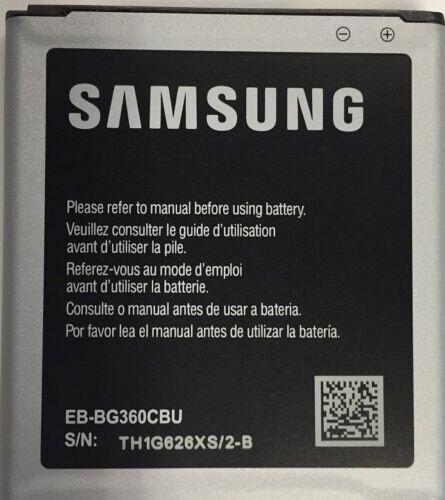 SAMSUNG
Please refer to manual before using battery.
Veuillez consulter le guide d'utilisation
avant d'utiliser la pile.
Referez-vous au mode d'emploi
avant d'utiliser la batterie.
Consulte o manual antes de usar a bateria.
Por favor lea el manual antes de utilizar la batería.
EB-BG360CBU
S/N: TH1G626XS/2-B